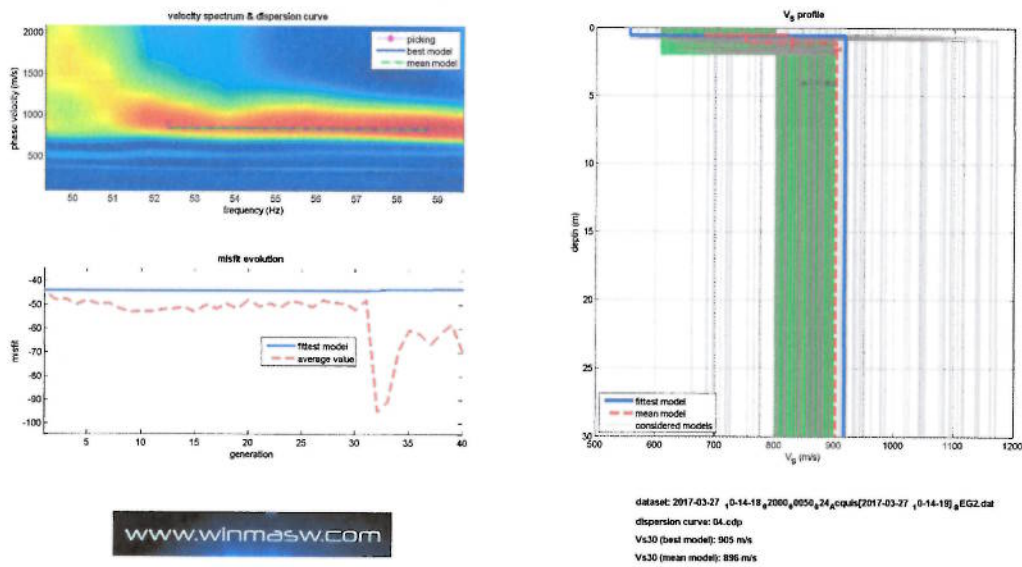 velocity spectrum & dispersion curve
picking
best model
mean model
2000
1500
1000
500
phase velocity (m/s)
50 51 52 53 54 55 56 57 58 59
frequency (Hz)
misfit evolution
-40
-50
-60
-70
-80
-90
-100
misfit
fittest model
average value
5 10 15 20 25 30 35 40
generation
www.winmasw.com
VS profile
0
5
10
15
20
25
30
depth (m)
fittest model
mean model
considered models
500 600 700 800 900 1000 1100 1200
VS (m/s)
dataset: 2017-03-27
dispersion curve: 04.cdp
Vs30 (best model): 905 m/s
Vs30 (mean model): 896 m/s